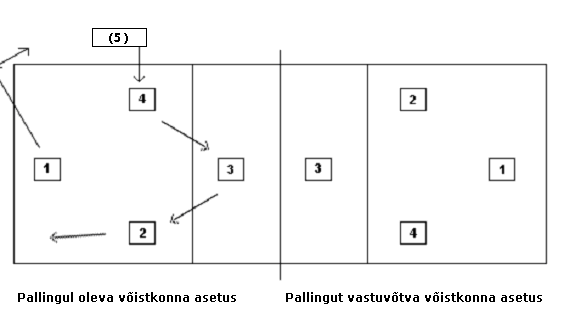 (5)
4 2
1 3 3 1
2 4
Pallingul oleva võistkonna asetus
Pallingut vastuvõtva võistkonna asetus